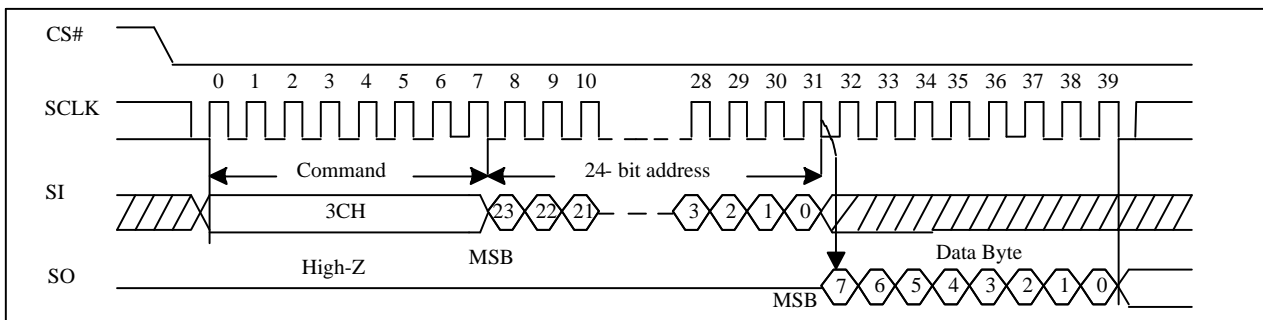 CS#
0 1 2 3 4 5 6 7 8 9 10 28 29 30 31 32 33 34 35 36 37 38 39
SCLK
Command 24- bit address
SI
3CH 23 22 21 3 2 1 0
High-Z MSB Data Byte
SO
MSB 7 6 5 4 3 2 1 0